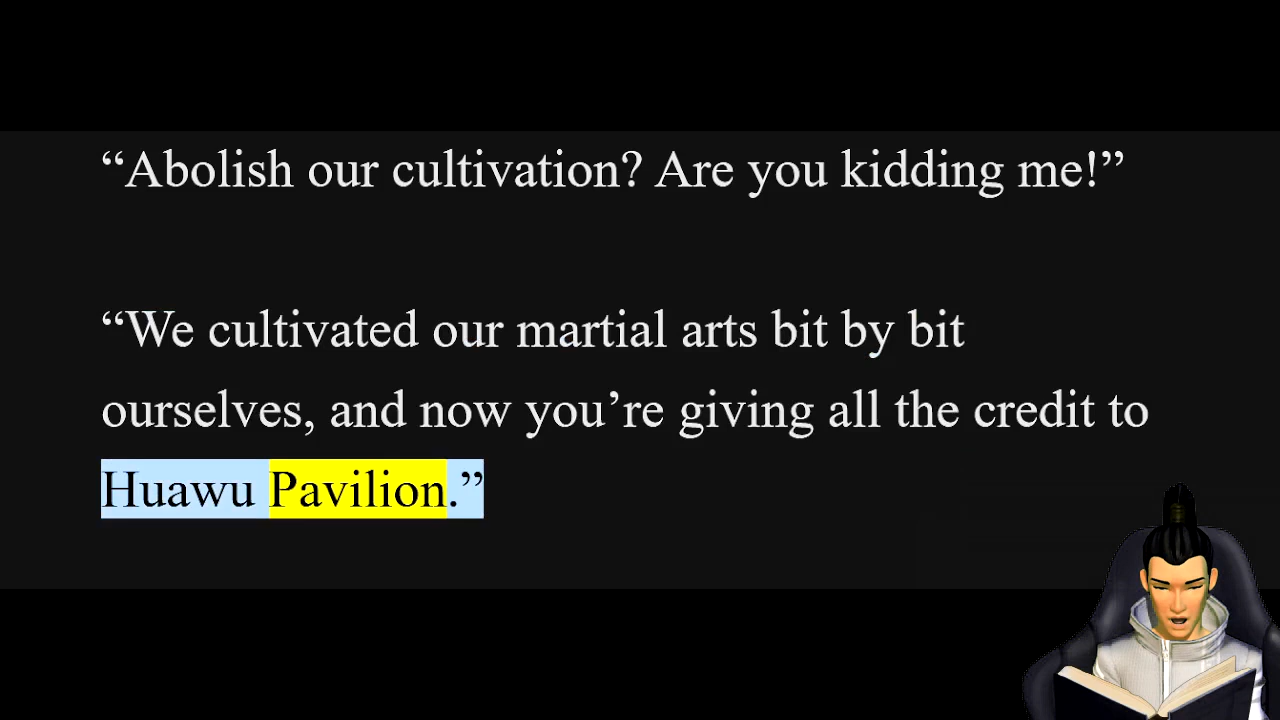 “Abolish our cultivation? Are you kidding me!”
“We cultivated our martial arts bit by bit
ourselves, and now you’re giving all the credit to
Huawu Pavilion.”